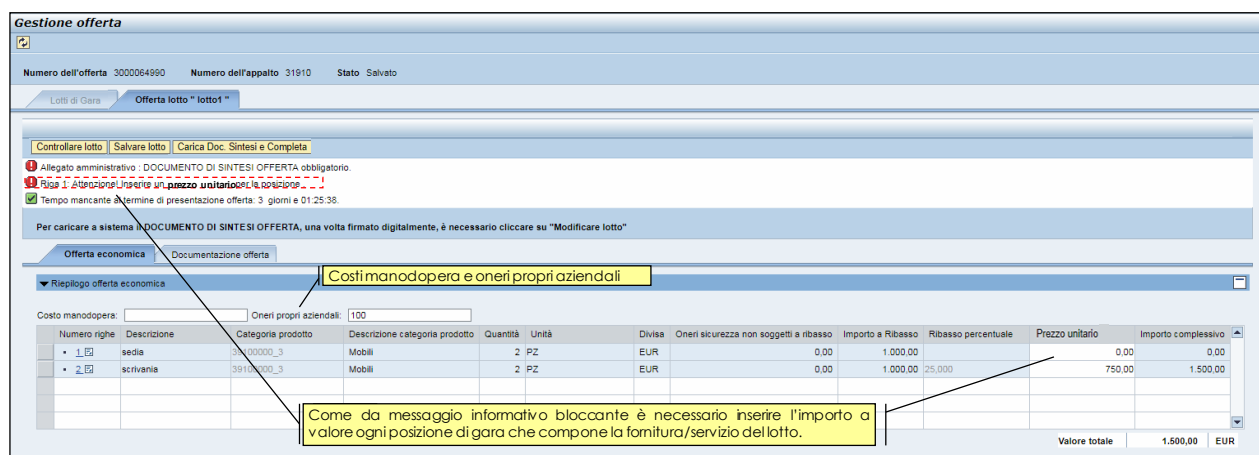 Gestione offerta
Numero dell'offerta 3000064990 Numero dell'appalto 31910 Stato Salvato
Lotti di Gara Offerta lotto " lotto1 "
Controllare lotto Salvare lotto Carica Doc. Sintesi e Completa
Allegato amministrativo : DOCUMENTO DI SINTESI OFFERTA obbligatorio.
Riga 1: Attenzione! Inserire un prezzo unitario per la posizione
Tempo mancante al termine di presentazione offerta: 3 giorni e 01:25:38.
Per caricare a sistema il DOCUMENTO DI SINTESI OFFERTA, una volta firmato digitalmente, è necessario cliccare su "Modificare lotto"
Offerta economica Documentazione offerta
Costi manodopera e oneri propri aziendali
Riepilogo offerta economica
Costo manodopera: Oneri propri aziendali: 100
Numero righe Descrizione Categoria prodotto Descrizione categoria prodotto Quantità Unità Divisa Oneri sicurezza non soggetti a ribasso Importo a Ribasso Ribasso percentuale Prezzo unitario Importo complessivo
1 sedia 39100000_3 Mobili 2 PZ EUR 0,00 1.000,00 0,00 0,00
2 scrivania 39100000_3 Mobili 2 PZ EUR 0,00 1.000,00 25,000 750,00 1.500,00
Come da messaggio informativo bloccante è necessario inserire l'importo a
valore ogni posizione di gara che compone la fornitura/servizio del lotto.
Valore totale 1.500,00 EUR